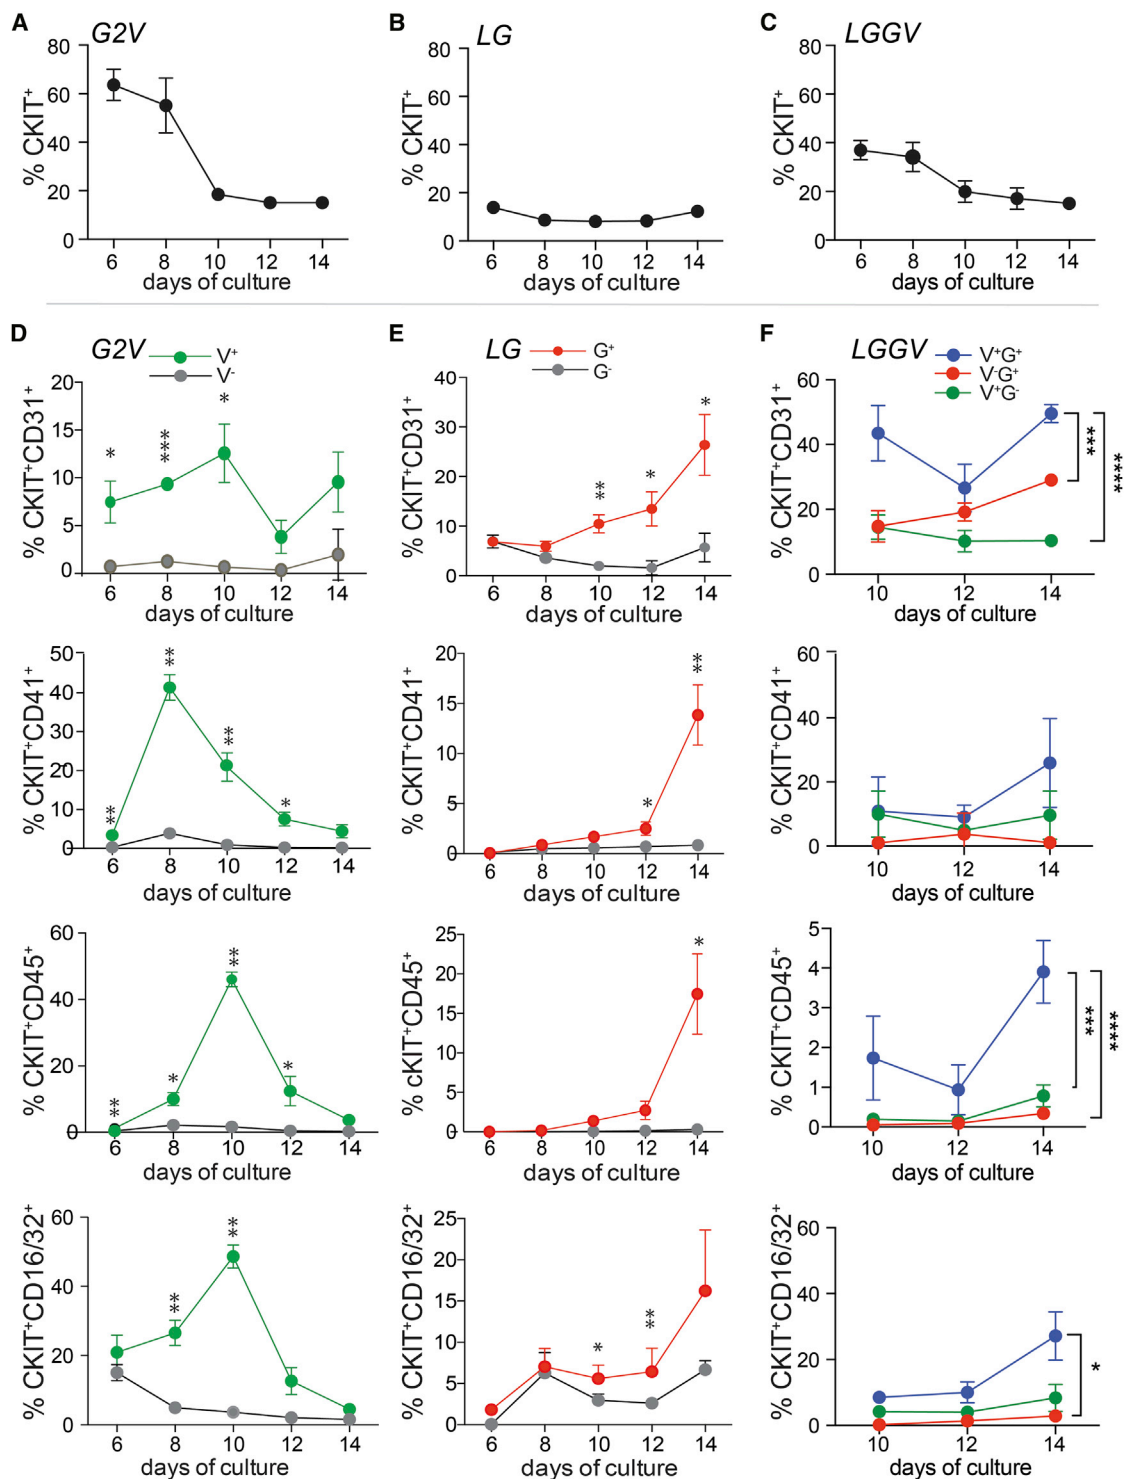 A G2V
80
60
40
20
0
% CKIT+
6 8 10 12 14
days of culture
B LG
80
60
40
20
0
% CKIT+
6 8 10 12 14
days of culture
C LGGV
80
60
40
20
0
% CKIT+
6 8 10 12 14
days of culture
D G2V
V+
V-
20
15
10
5
0
% CKIT+CD31+
*
***
*
6 8 10 12 14
days of culture
50
40
30
20
10
0
% CKIT+CD41+
**
**
**
*
6 8 10 12 14
days of culture
60
40
20
0
% CKIT+CD45+
**
*
**
*
6 8 10 12 14
days of culture
60
40
20
0
% CKIT+CD16/32+
**
**
6 8 10 12 14
days of culture
E LG
G+
G-
40
30
20
10
0
% CKIT+CD31+
**
*
*
6 8 10 12 14
days of culture
20
15
10
5
0
% CKIT+CD41+
*
**
6 8 10 12 14
days of culture
25
20
15
10
5
0
% cKIT+CD45+
*
6 8 10 12 14
days of culture
25
20
15
10
5
0
% CKIT+CD16/32+
*
**
6 8 10 12 14
days of culture
F LGGV
V+G+
V-G+
V+G-
60
40
20
0
% CKIT+CD31+
***
****
10 12 14
days of culture
60
40
20
0
% CKIT+CD41+
10 12 14
days of culture
5
4
3
2
1
0
% CKIT+CD45+
***
****
10 12 14
days of culture
60
40
20
0
% CKIT+CD16/32+
*
10 12 14
days of culture